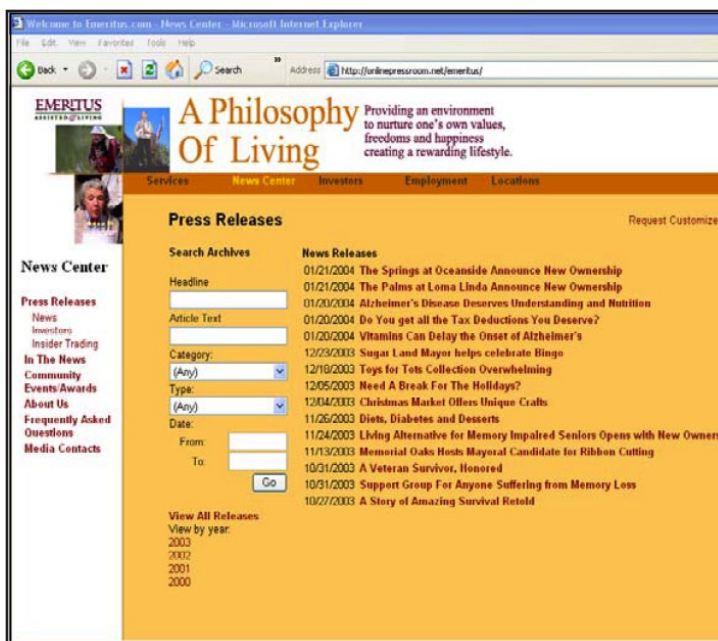 Welcome to Emeritus.com - News Center - Microsoft Internet Explorer
File Edit View Favorites Tools Help
Back Search » Address http://onlinepressroom.net/emeritus/
EMERITUS
ASSISTED LIVING
A Philosophy
Of Living
Providing an environment
to nurture one's own values,
freedoms and happiness
creating a rewarding lifestyle.
Services News Center Investors Employment Locations
News Center
Press Releases
News
Investors
Insider Trading
In The News
Community
Events/Awards
About Us
Frequently Asked
Questions
Media Contacts
Press Releases
Request Customize
Search Archives
Headline
Article Text
Category:
(Any)
Type:
(Any)
Date:
From:
To:
Go
View All Releases
View by year:
2003
2002
2001
2000
News Releases
01/21/2004 The Springs at Oceanside Announce New Ownership
01/21/2004 The Palms at Loma Linda Announce New Ownership
01/20/2004 Alzheimer's Disease Deserves Understanding and Nutrition
01/20/2004 Do You get all the Tax Deductions You Deserve?
01/20/2004 Vitamins Can Delay the Onset of Alzheimer's
12/23/2003 Sugar Land Mayor helps celebrate Bingo
12/18/2003 Toys for Tots Collection Overwhelming
12/05/2003 Need A Break For The Holidays?
12/04/2003 Christmas Market Offers Unique Crafts
11/26/2003 Diets, Diabetes and Desserts
11/24/2003 Living Alternative for Memory Impaired Seniors Opens with New Owners
11/13/2003 Memorial Oaks Hosts Mayoral Candidate for Ribbon Cutting
10/31/2003 A Veteran Survivor, Honored
10/31/2003 Support Group For Anyone Suffering from Memory Loss
10/27/2003 A Story of Amazing Survival Retold